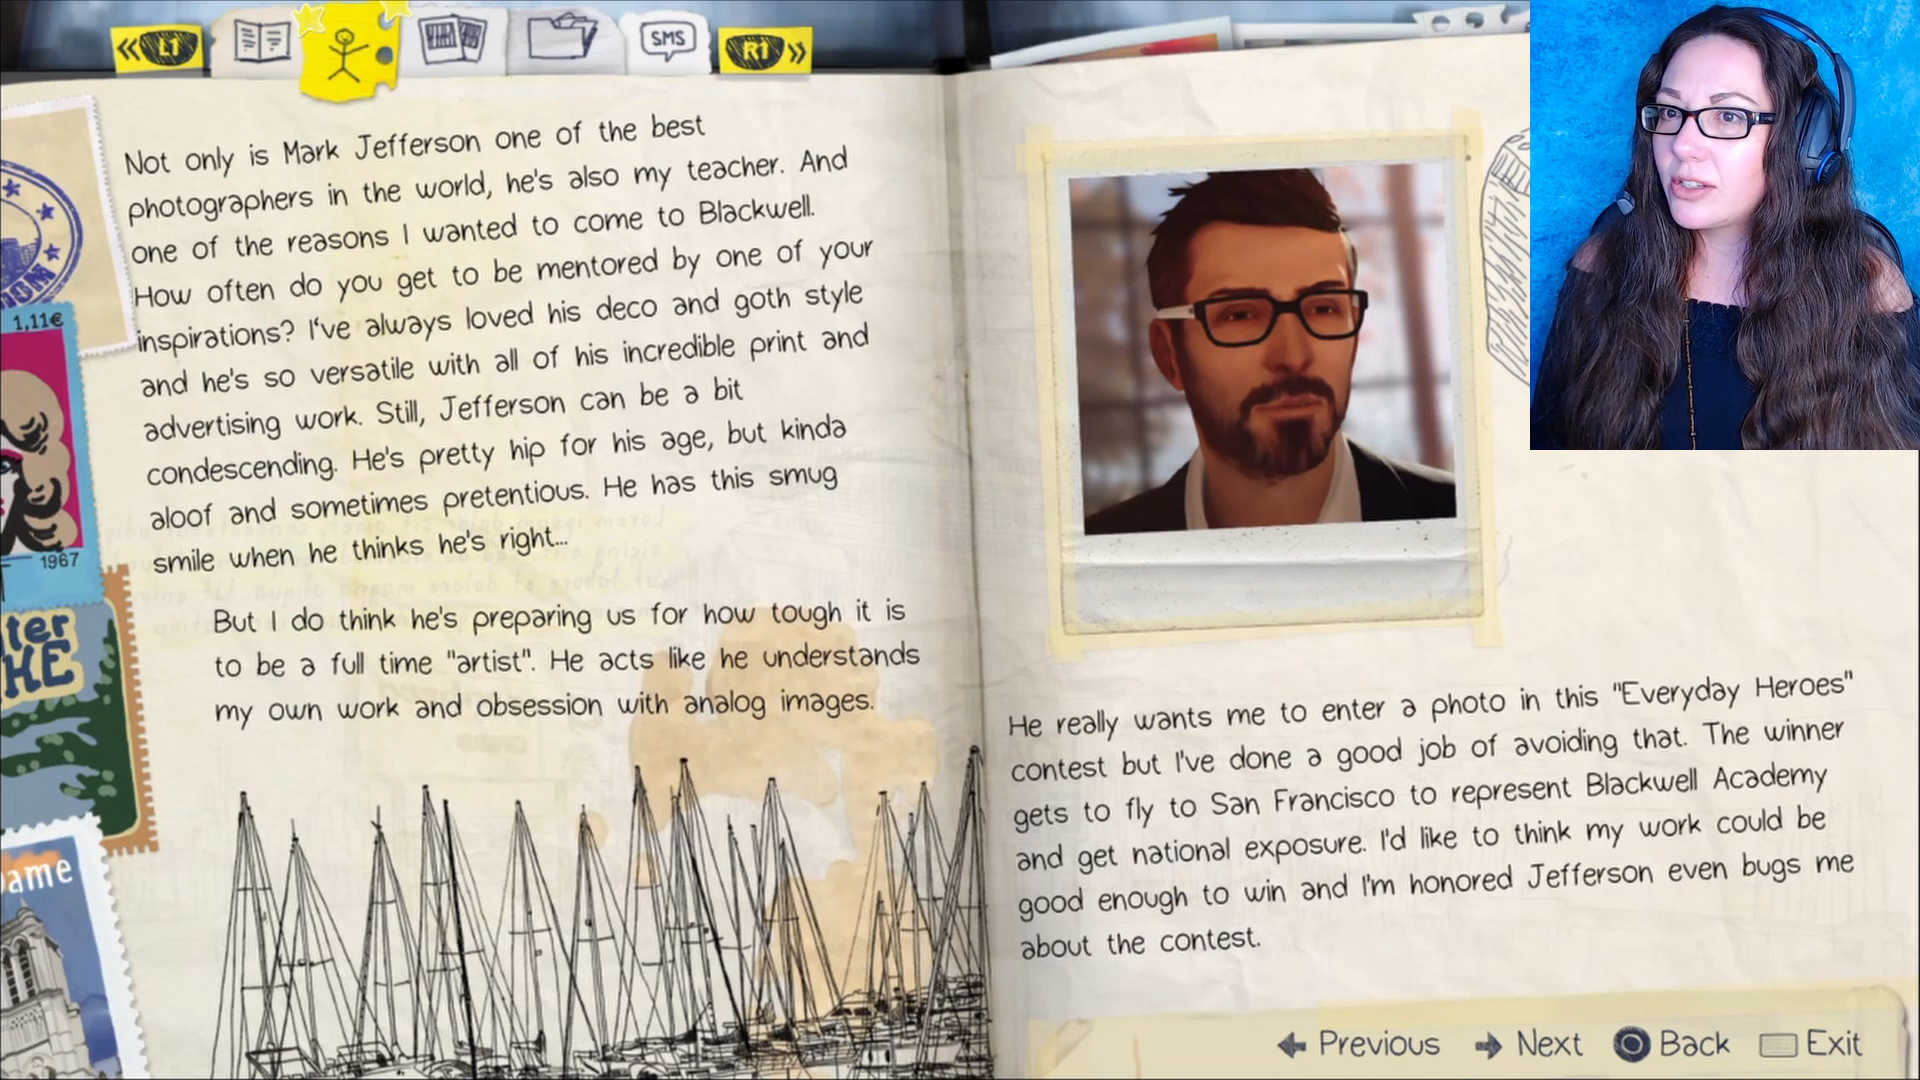 L1
SMS
R1
Not only is Mark Jefferson one of the best
photographers in the world, he's also my teacher. And
one of the reasons I wanted to come to Blackwell.
How often do you get to be mentored by one of your
inspirations? I've always loved his deco and goth style
and he's so versatile with all of his incredible print and
advertising work. Still, Jefferson can be a bit
condescending. He's pretty hip for his age, but kinda
aloof and sometimes pretentious. He has this smug
smile when he thinks he's right...
But I do think he's preparing us for how tough it is
to be a full time "artist". He acts like he understands
my own work and obsession with analog images.
1,11€
1967
ter
HE
ame
He really wants me to enter a photo in this "Everyday Heroes"
contest but I've done a good job of avoiding that. The winner
gets to fly to San Francisco to represent Blackwell Academy
and get national exposure. I'd like to think my work could be
good enough to win and I'm honored Jefferson even bugs me
about the contest.
Previous Next Back Exit